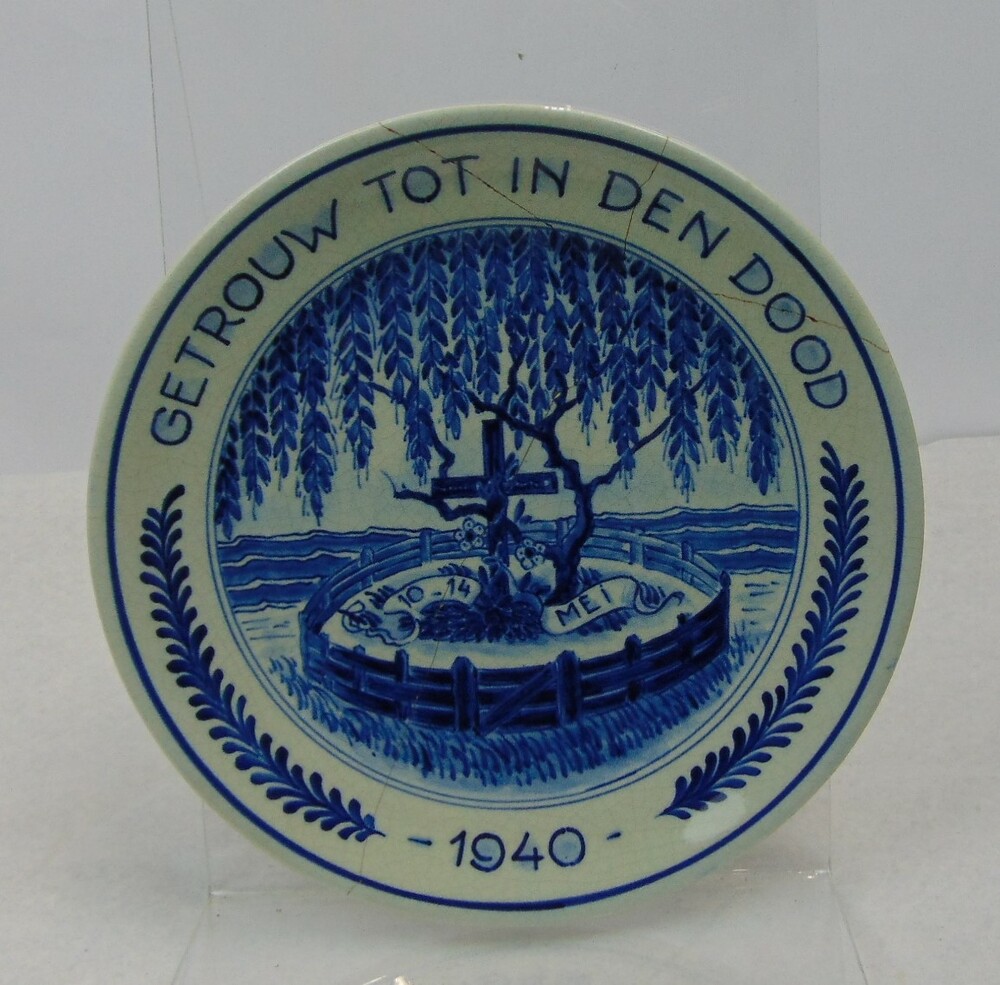 GETROUW TOT IN DEN DOOD
10-14
MEI
- 1940 -